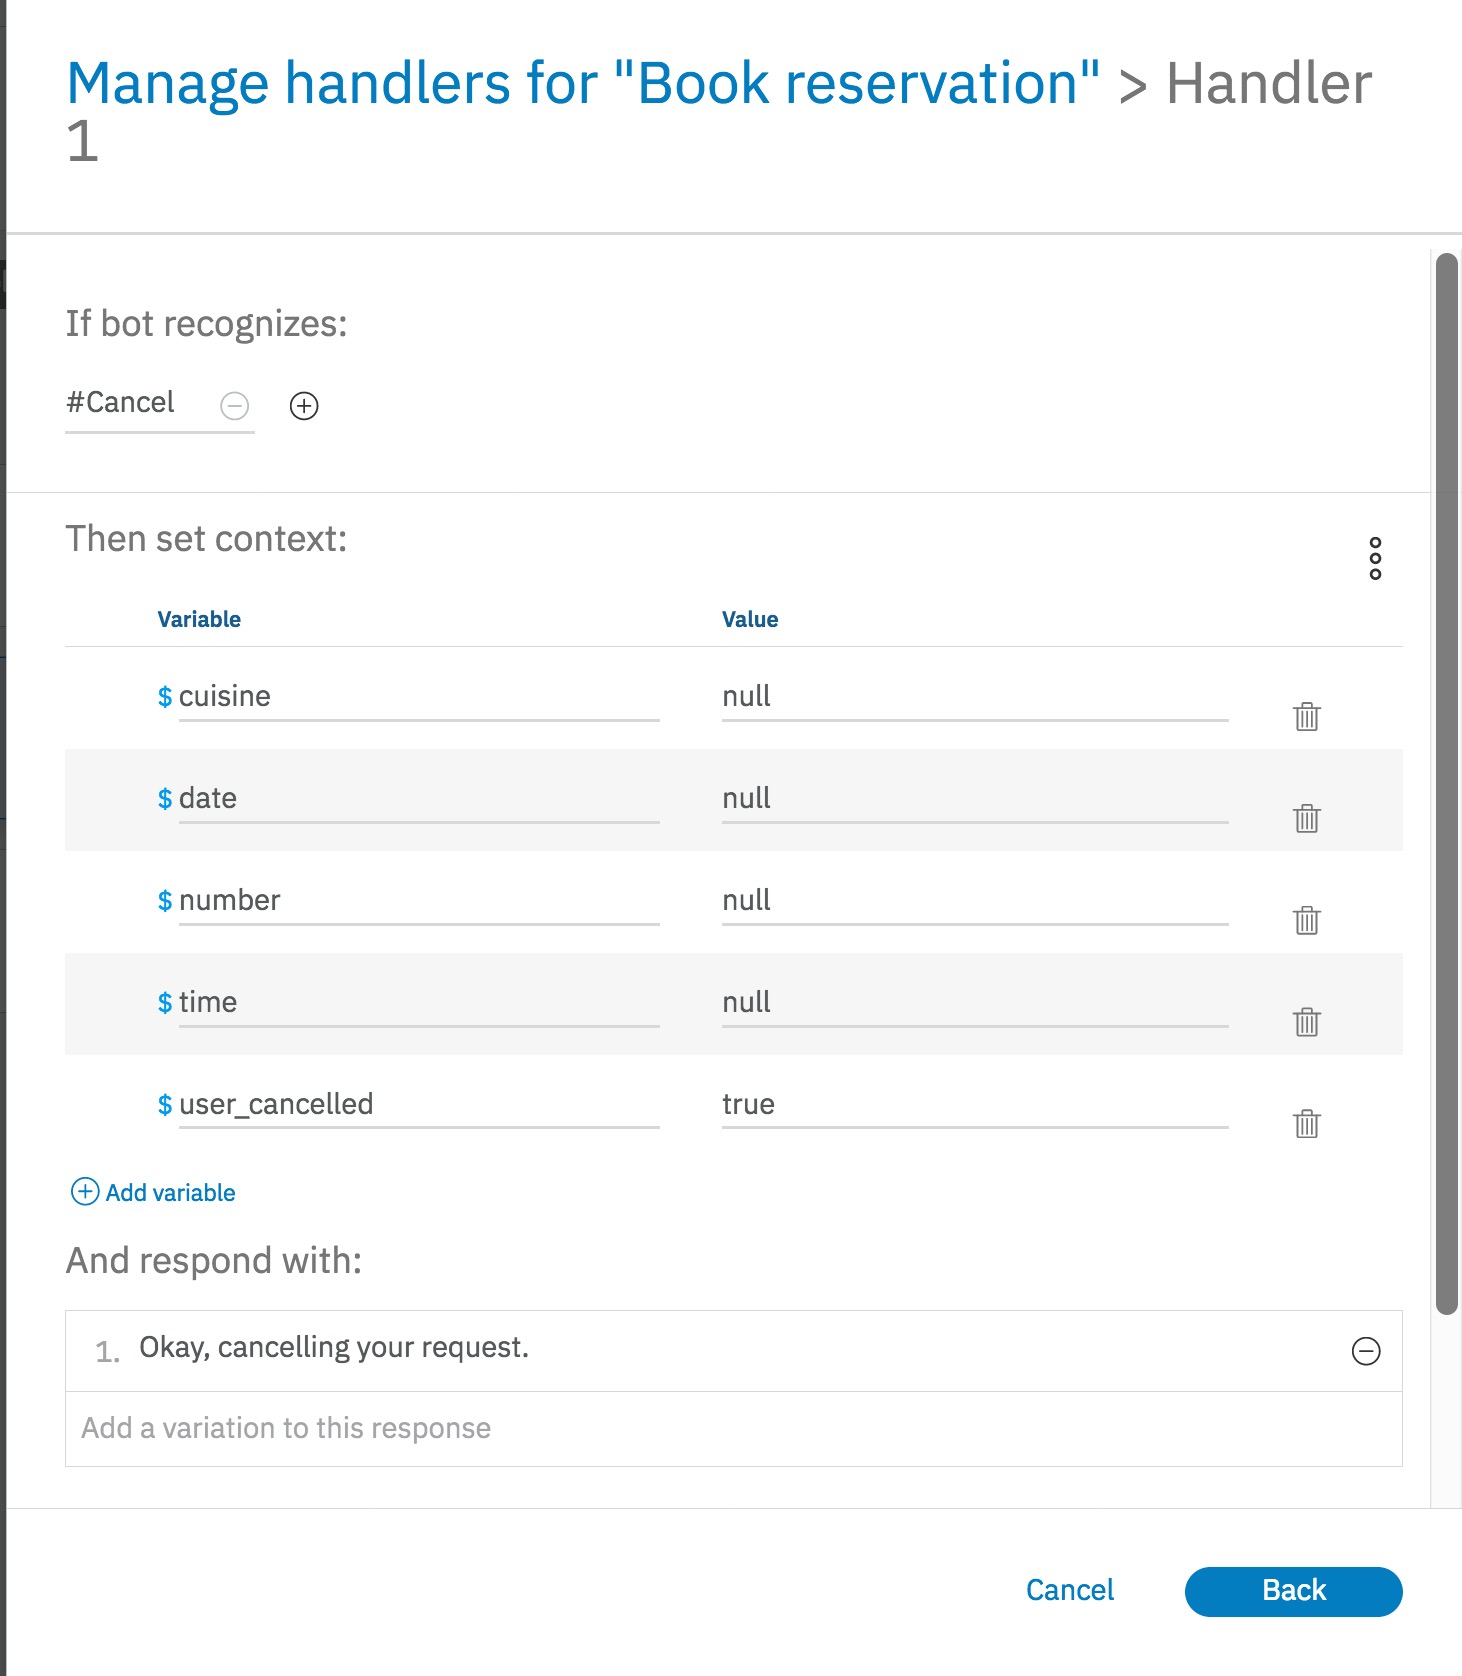 Manage handlers for "Book reservation" > Handler
1
If bot recognizes:
#Cancel
Then set context:
Variable Value
$ cuisine null
$ date null
$ number null
$ time null
$ user_cancelled true
Add variable
And respond with:
1. Okay, cancelling your request.
Add a variation to this response
Cancel Back